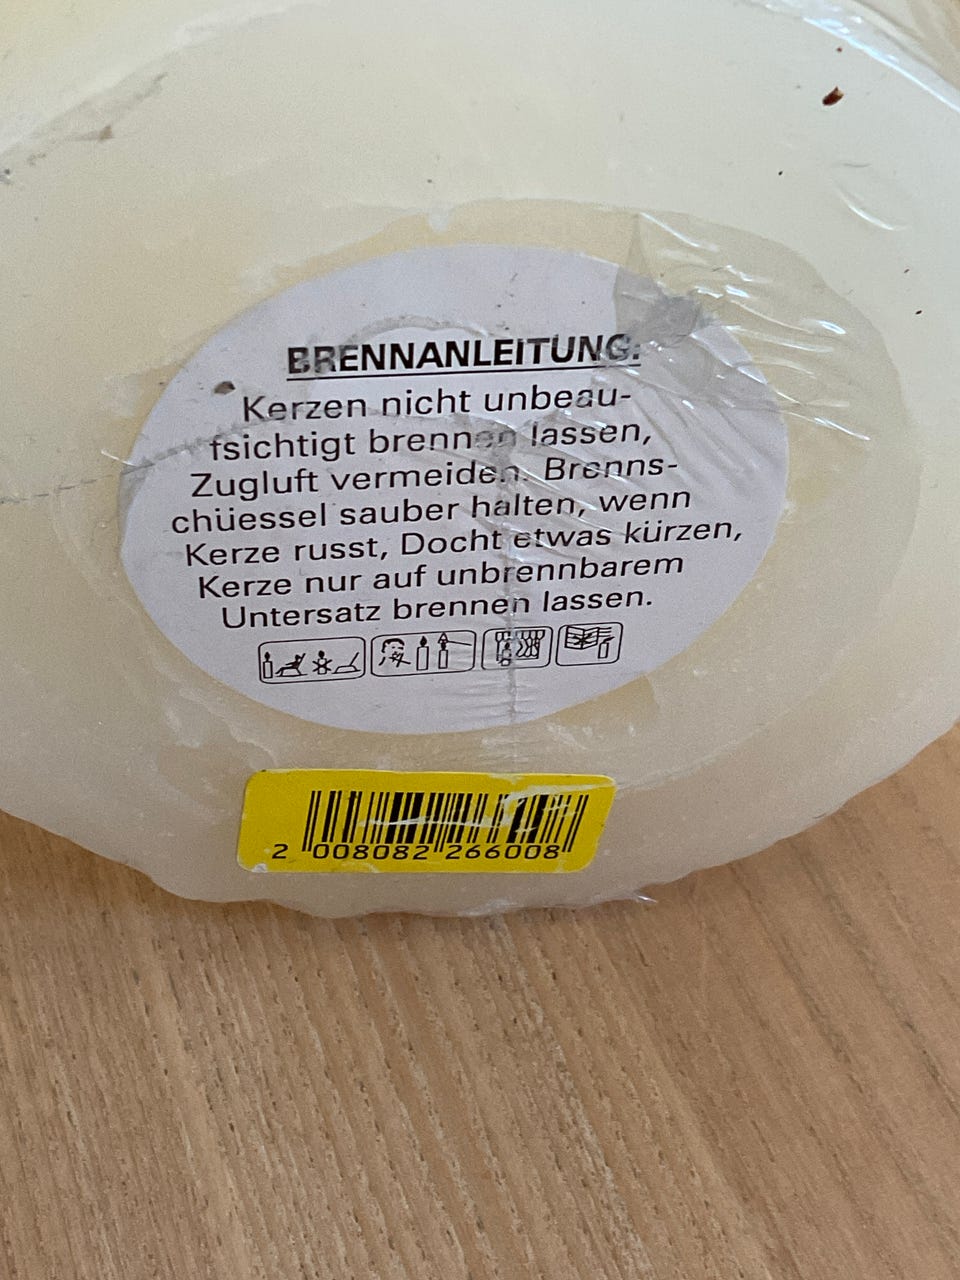 BRENNANLEITUNG:
Kerzen nicht unbeau-
fsichtigt brennen lassen,
Zugluft vermeiden. Brenns-
chüessel sauber halten, wenn
Kerze russt, Docht etwas kürzen,
Kerze nur auf unbrennbarem
Untersatz brennen lassen.
2 008082 266008